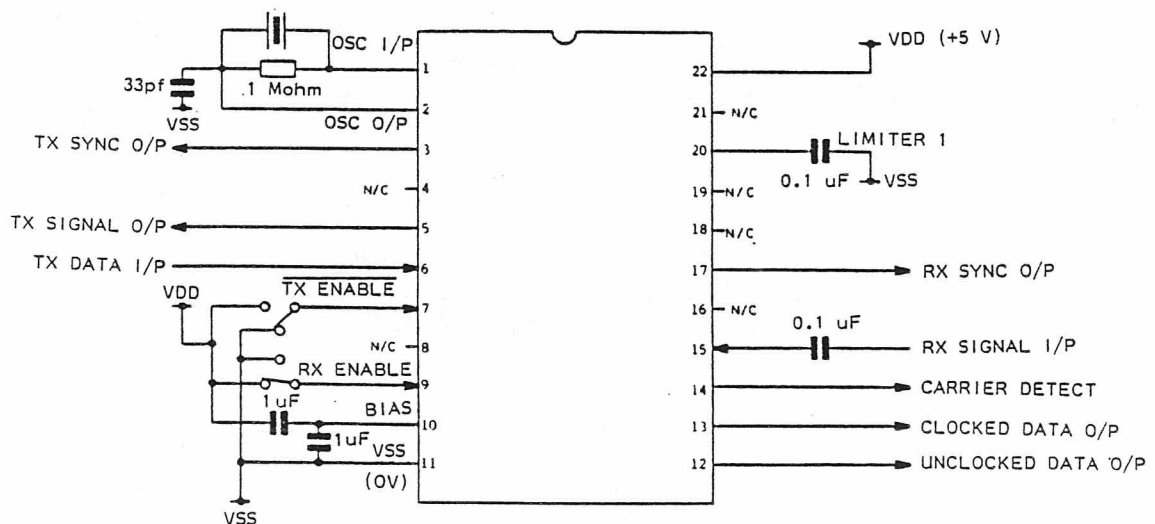 OSC I/P
33pf
.1 Mohm
VSS
OSC O/P
TX SYNC O/P
N/C
TX SIGNAL O/P
TX DATA I/P
VDD
TX ENABLE
N/C
RX ENABLE
1uF
BIAS
1uF
VSS
(0V)
VSS
1
2
3
4
5
6
7
8
9
10
11
22
21
20
19
18
17
16
15
14
13
12
VDD (+5 V)
N/C
LIMITER 1
0.1 uF
VSS
N/C
N/C
RX SYNC O/P
N/C
0.1 uF
RX SIGNAL I/P
CARRIER DETECT
CLOCKED DATA O/P
UNCLOCKED DATA O/P